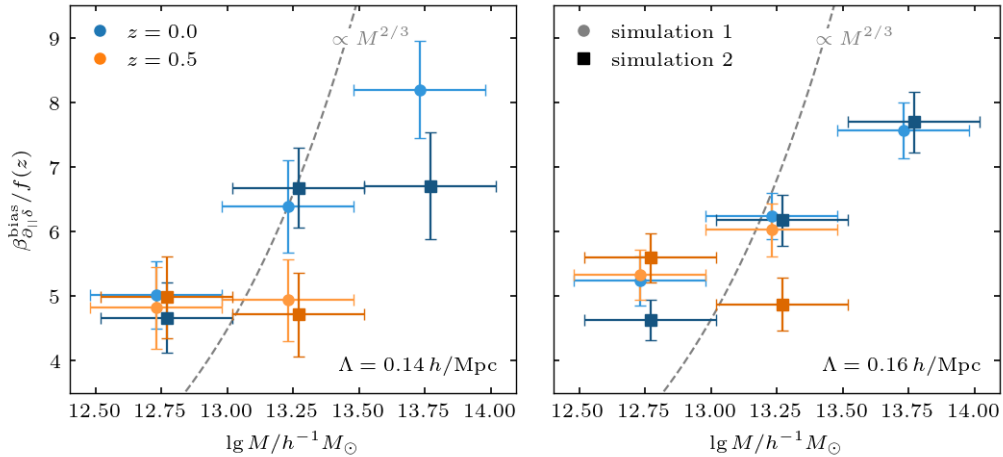 z = 0.0
z = 0.5
∝ M^{2/3}
Λ = 0.14 h/Mpc
9
8
7
6
5
4
β^{bias}_{∂_{||}δ}/f(z)
12.50 12.75 13.00 13.25 13.50 13.75 14.00
lg M/h^{-1}M_⊙
simulation 1
simulation 2
∝ M^{2/3}
Λ = 0.16 h/Mpc
12.50 12.75 13.00 13.25 13.50 13.75 14.00
lg M/h^{-1}M_⊙